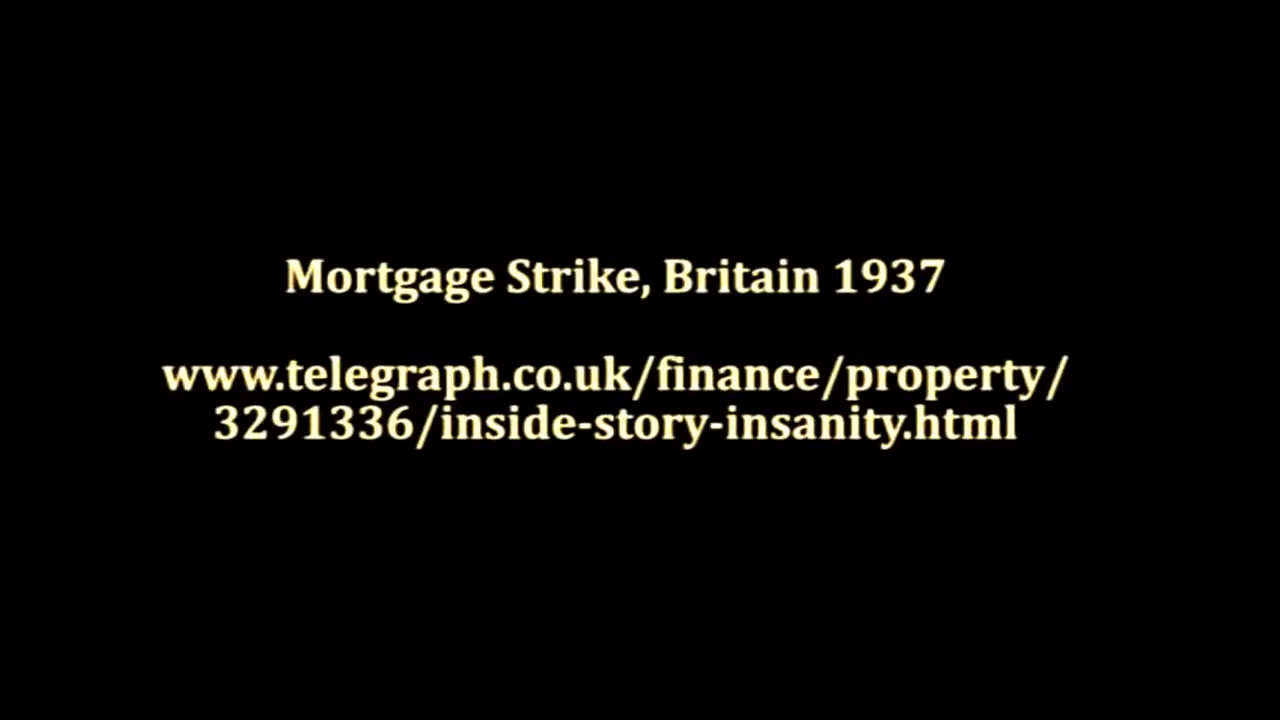 Mortgage Strike, Britain 1937
www.telegraph.co.uk/finance/property/
3291336/inside-story-insanity.html